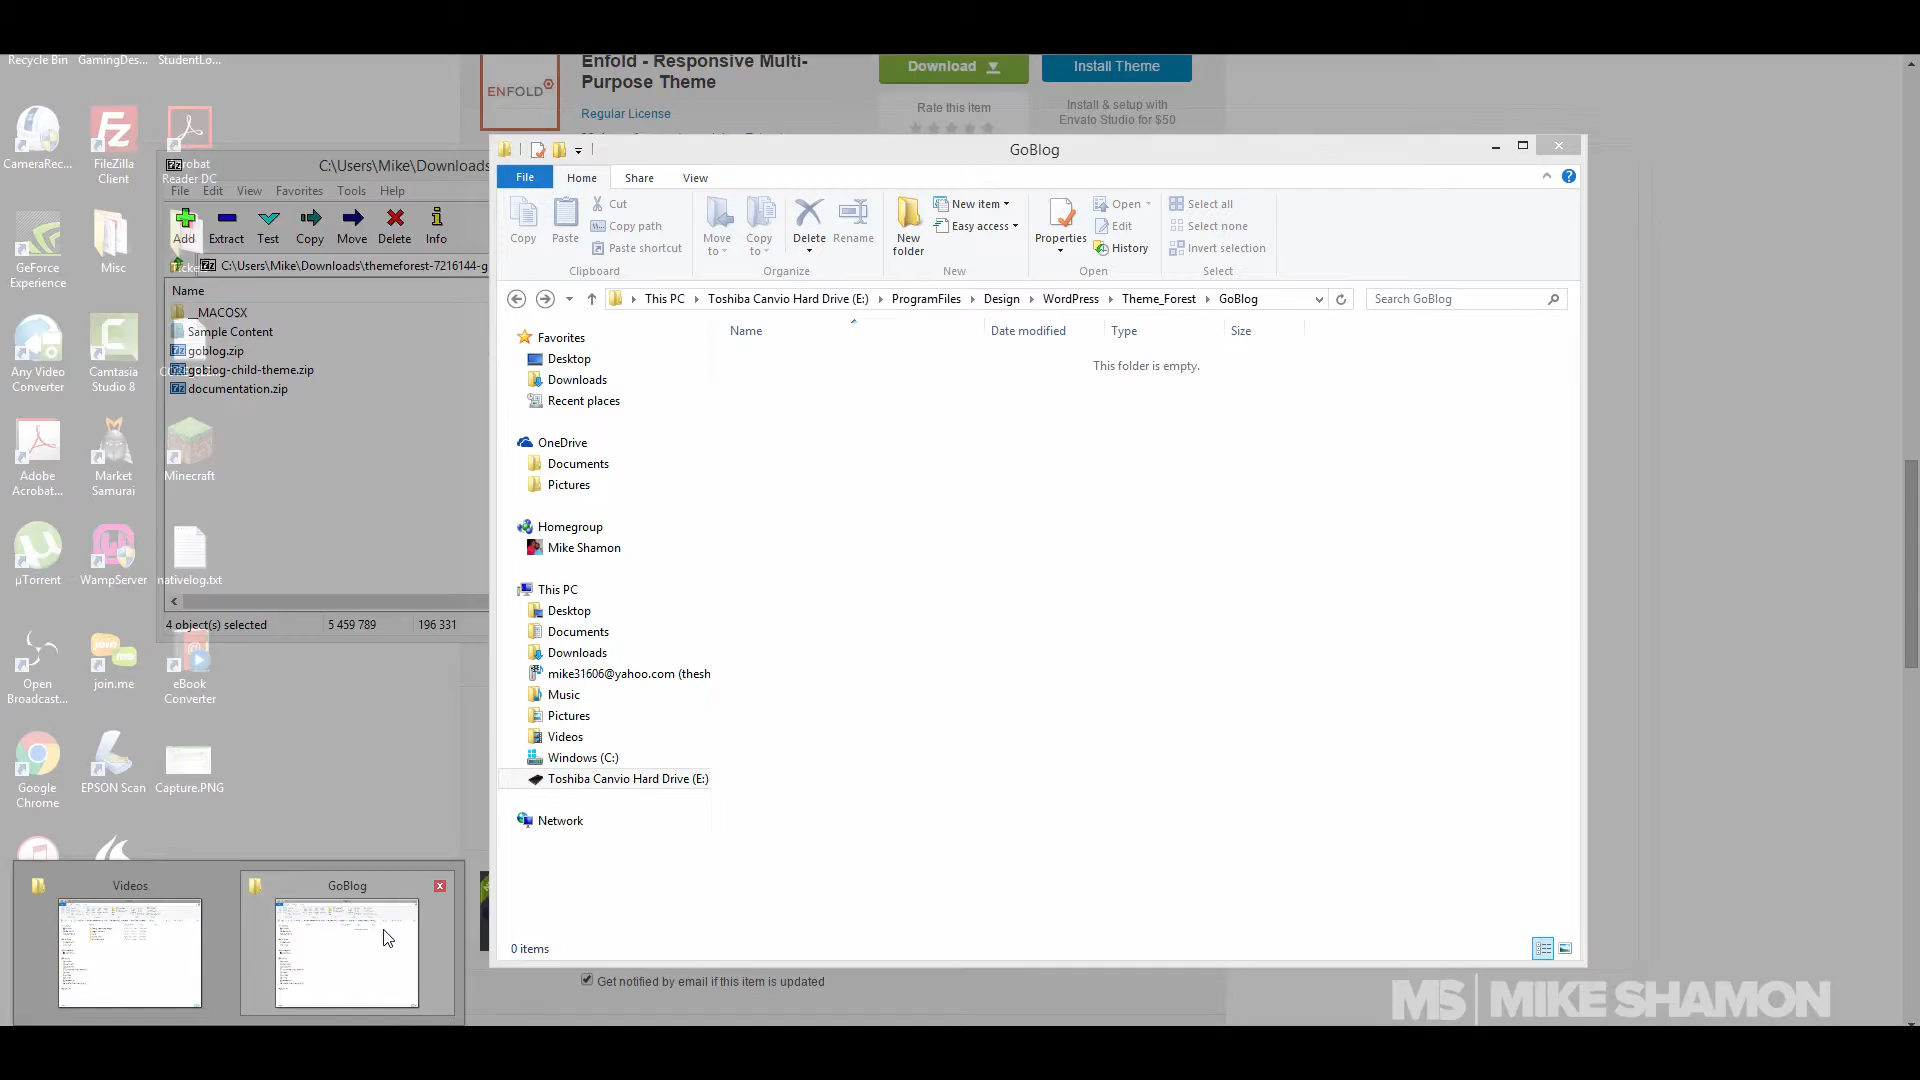 Recycle Bin
GamingDes...
StudentLo...
Enfold - Responsive Multi-
Purpose Theme
Regular License
ENFOLD
Download
Install Theme
Rate this item
Install & setup with
Envato Studio for $50
CameraRec...
FileZilla
Client
Acrobat
Reader DC
GeForce
Experience
Misc
Any Video
Converter
Camtasia
Studio 8
Adobe
Acrobat...
Market
Samurai
Minecraft
µTorrent
WampServer
nativelog.txt
Open
Broadcast...
join.me
eBook
Converter
Google
Chrome
EPSON Scan
Capture.PNG
C:\Users\Mike\Downloads
File Edit View Favorites Tools Help
Add Extract Test Copy Move Delete Info
C:\Users\Mike\Downloads\themeforest-7216144-g
Name
__MACOSX
Sample Content
goblog.zip
goblog-child-theme.zip
documentation.zip
4 object(s) selected 5 459 789 196 331
GoBlog
File Home Share View
Copy
Paste
Cut
Copy path
Paste shortcut
Clipboard
Move
to
Copy
to
Delete
Rename
Organize
New
folder
New item
Easy access
New
Properties
Open
Edit
History
Open
Select all
Select none
Invert selection
Select
This PC Toshiba Canvio Hard Drive (E:) ProgramFiles Design WordPress Theme_Forest GoBlog
Search GoBlog
Name Date modified Type Size
This folder is empty.
Favorites
Desktop
Downloads
Recent places
OneDrive
Documents
Pictures
Homegroup
Mike Shamon
This PC
Desktop
Documents
Downloads
mike31606@yahoo.com (thesh
Music
Pictures
Videos
Windows (C:)
Toshiba Canvio Hard Drive (E:)
Network
0 items
Videos
GoBlog
Get notified by email if this item is updated
MS MIKE SHAMON